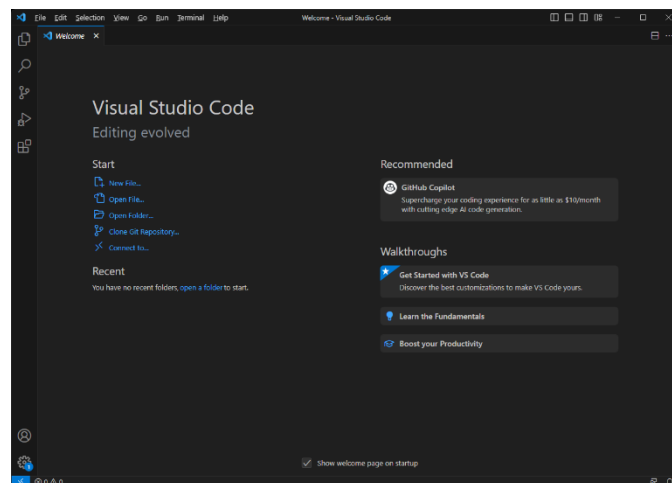 File Edit Selection View Go Run Terminal Help
Welcome - Visual Studio Code
Welcome
Visual Studio Code
Editing evolved
Start
New File...
Open File...
Open Folder...
Clone Git Repository...
Connect to...
Recent
You have no recent folders, open a folder to start.
Recommended
GitHub Copilot
Supercharge your coding experience for as little as $10/month
with cutting edge AI code generation.
Walkthroughs
Get Started with VS Code
Discover the best customizations to make VS Code yours.
Learn the Fundamentals
Boost your Productivity
Show welcome page on startup
0 0